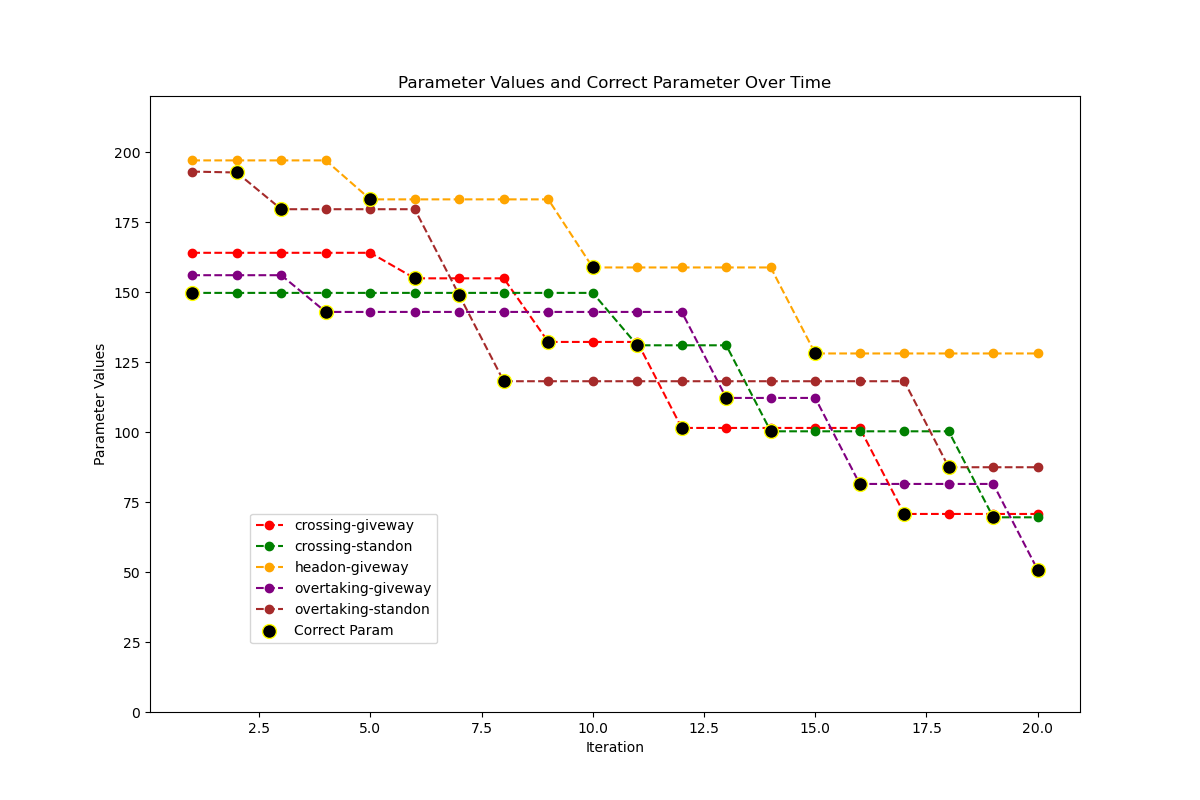 Parameter Values and Correct Parameter Over Time
Parameter Values
200
175
150
125
100
75
50
25
0
crossing-giveway
crossing-standon
headon-giveway
overtaking-giveway
overtaking-standon
Correct Param
2.5 5.0 7.5 10.0 12.5 15.0 17.5 20.0
Iteration